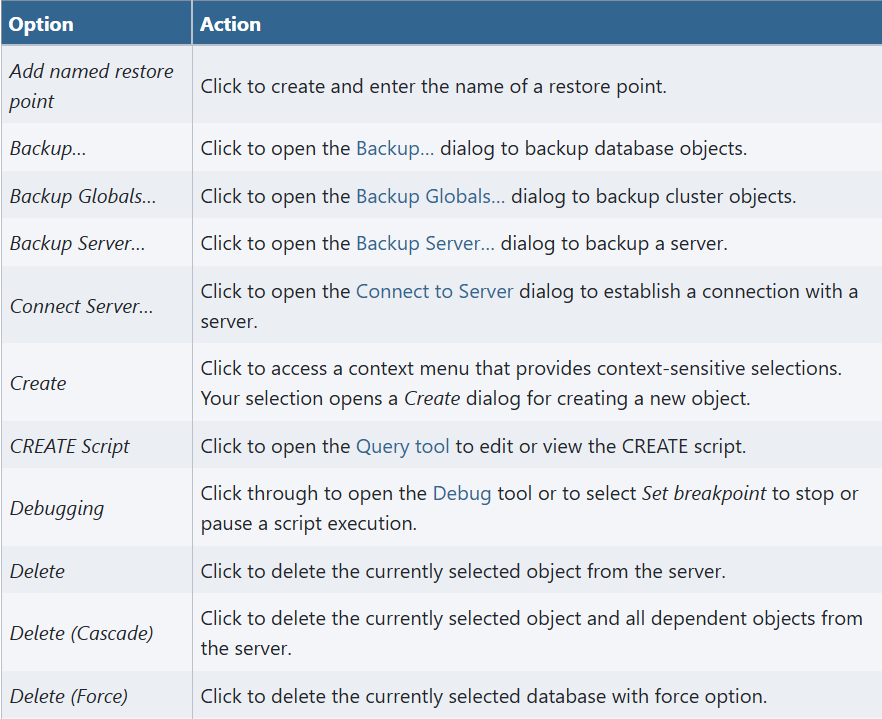 Option Action
Add named restore
point
Click to create and enter the name of a restore point.
Backup... Click to open the Backup... dialog to backup database objects.
Backup Globals... Click to open the Backup Globals... dialog to backup cluster objects.
Backup Server... Click to open the Backup Server... dialog to backup a server.
Connect Server...
Click to open the Connect to Server dialog to establish a connection with a
server.
Create
Click to access a context menu that provides context-sensitive selections.
Your selection opens a Create dialog for creating a new object.
CREATE Script Click to open the Query tool to edit or view the CREATE script.
Debugging
Click through to open the Debug tool or to select Set breakpoint to stop or
pause a script execution.
Delete Click to delete the currently selected object from the server.
Delete (Cascade)
Click to delete the currently selected object and all dependent objects from
the server.
Delete (Force) Click to delete the currently selected database with force option.